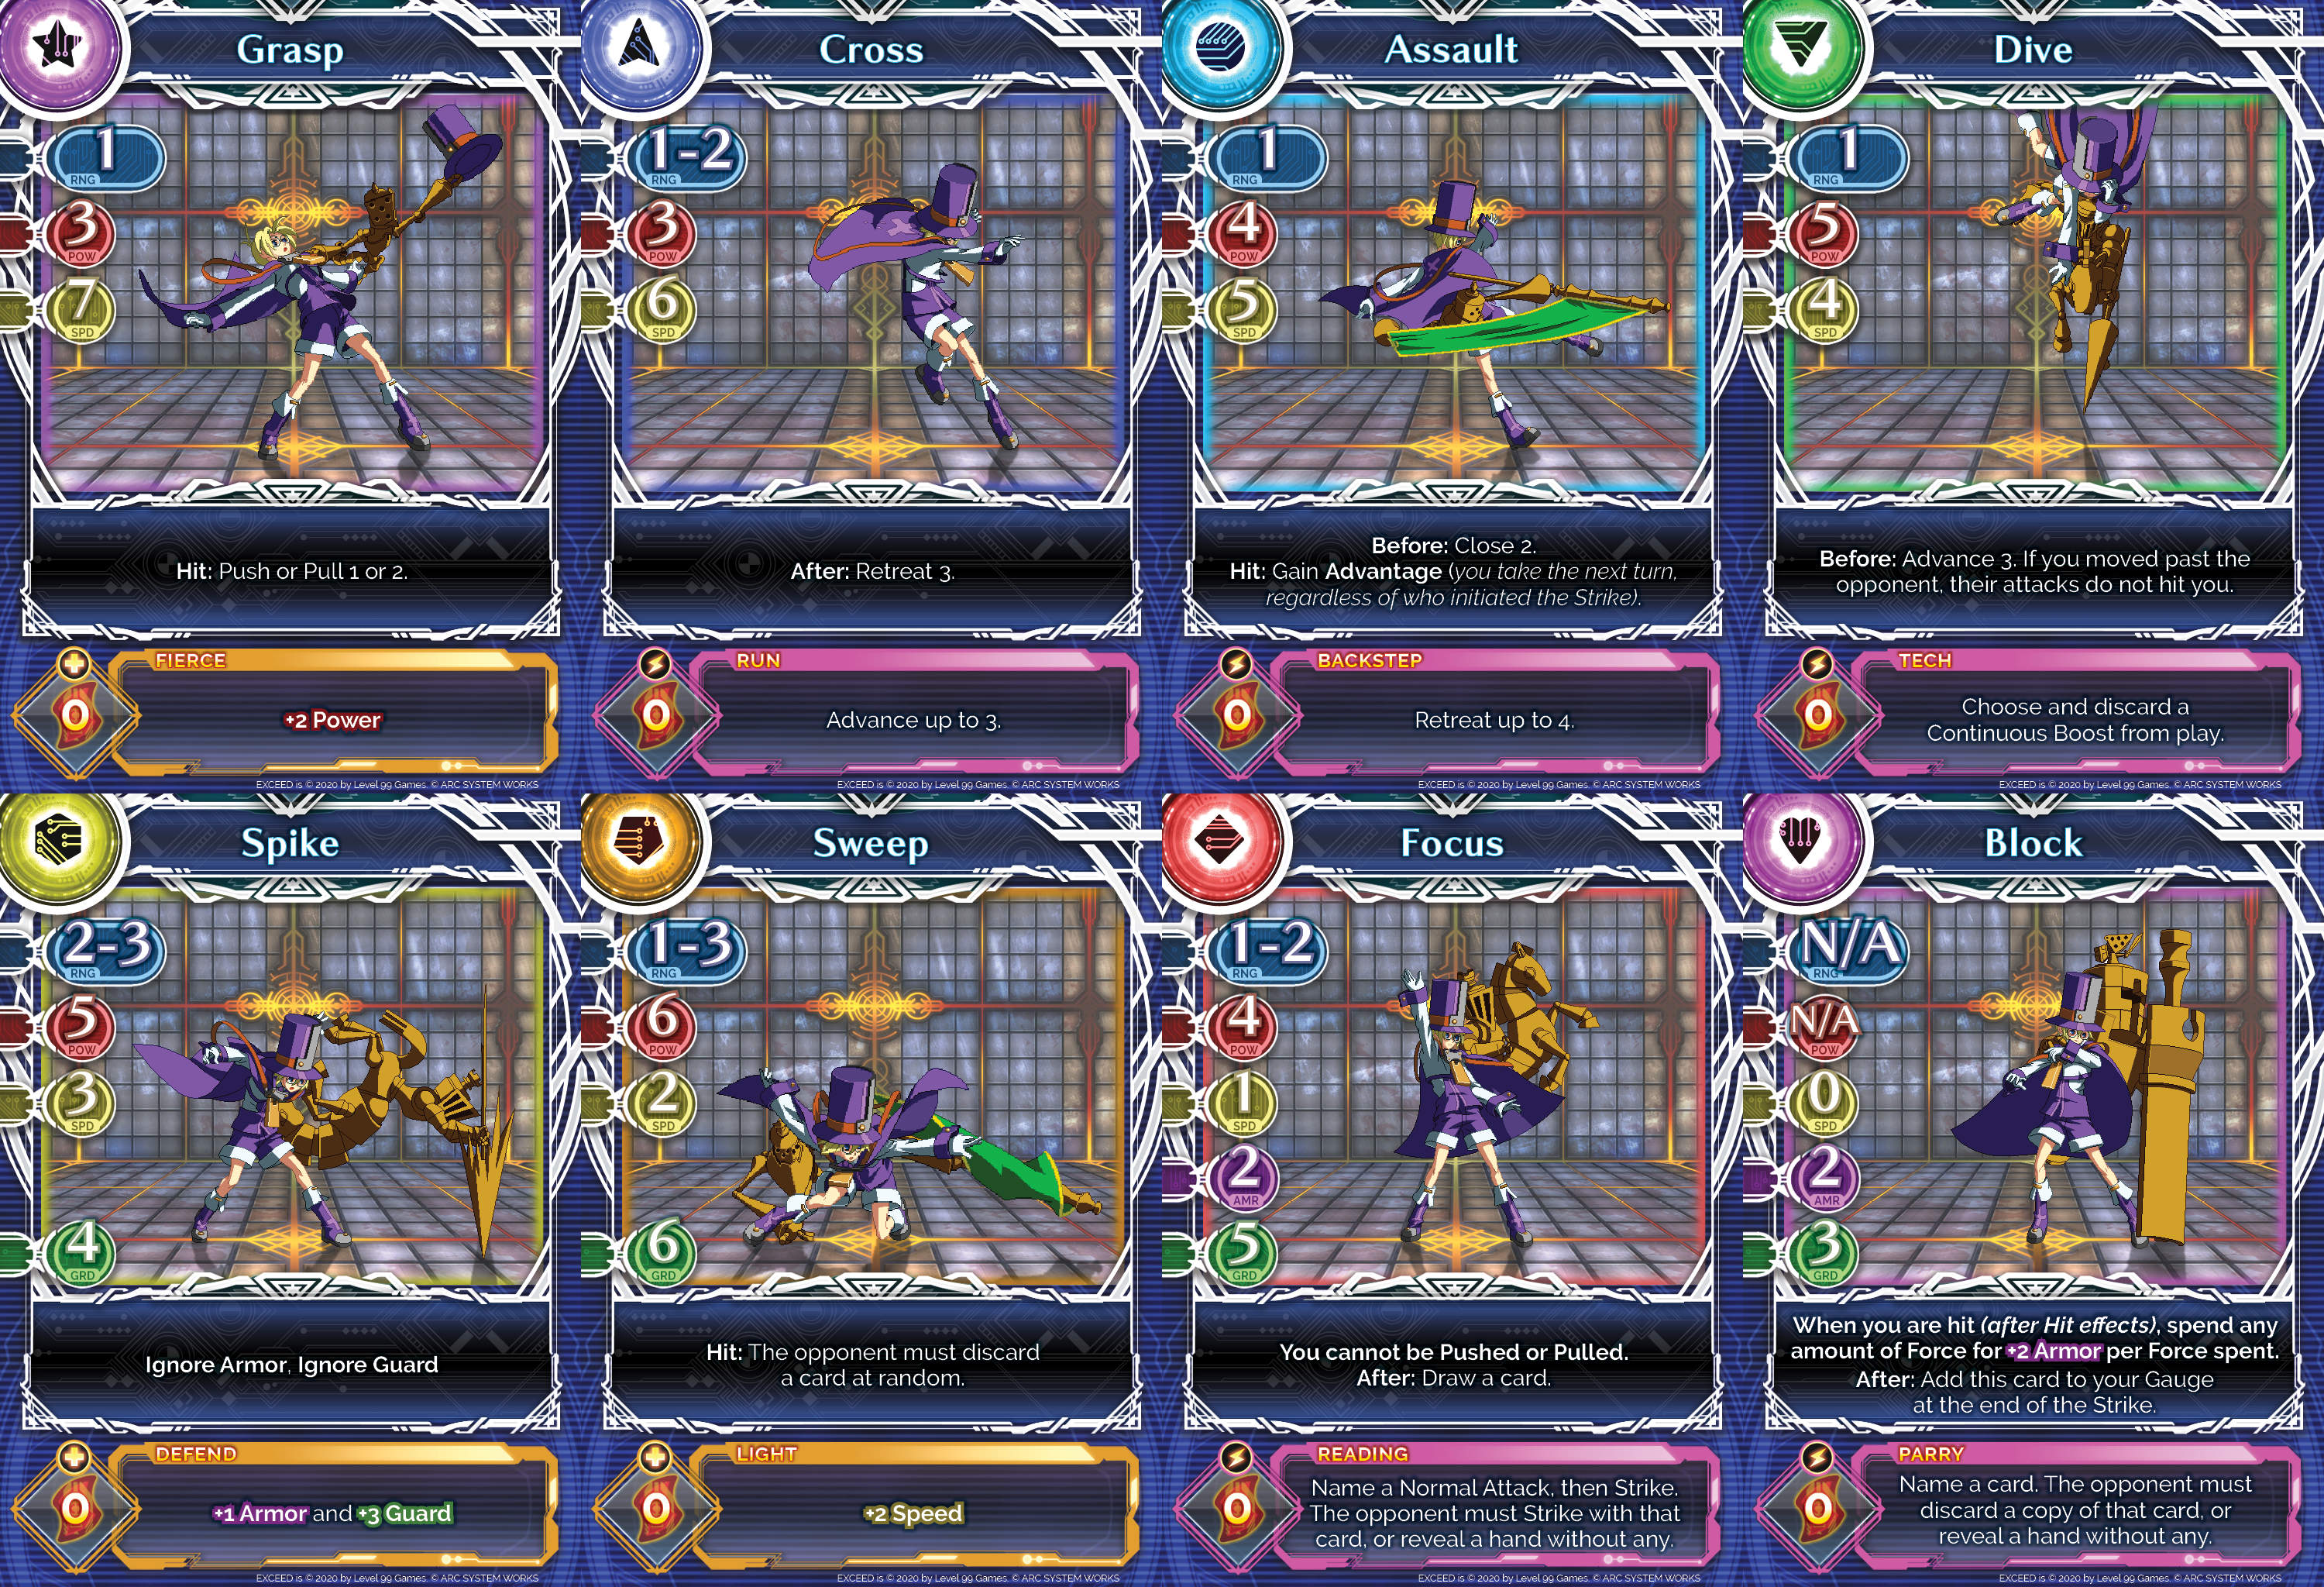 Grasp
1
RNG
3
POW
7
SPD
Hit: Push or Pull 1 or 2.
FIERCE
0
+2 Power
EXCEED is © 2020 by Level 99 Games. © ARC SYSTEM WORKS
Cross
1-2
RNG
3
POW
6
SPD
After: Retreat 3.
RUN
0
Advance up to 3.
EXCEED is © 2020 by Level 99 Games. © ARC SYSTEM WORKS
Assault
1
RNG
4
POW
5
SPD
Before: Close 2.
Hit: Gain Advantage (you take the next turn,
regardless of who initiated the Strike).
BACKSTEP
0
Retreat up to 4.
EXCEED is © 2020 by Level 99 Games. © ARC SYSTEM WORKS
Dive
1
RNG
5
POW
4
SPD
Before: Advance 3. If you moved past the
opponent, their attacks do not hit you.
TECH
0
Choose and discard a
Continuous Boost from play.
EXCEED is © 2020 by Level 99 Games. © ARC SYSTEM WORKS
Spike
2-3
RNG
5
POW
3
SPD
4
GRD
Ignore Armor, Ignore Guard
DEFEND
0
+1 Armor and +3 Guard
EXCEED is © 2020 by Level 99 Games. © ARC SYSTEM WORKS
Sweep
1-3
RNG
6
POW
2
SPD
6
GRD
Hit: The opponent must discard
a card at random.
LIGHT
0
+2 Speed
EXCEED is © 2020 by Level 99 Games. © ARC SYSTEM WORKS
Focus
1-2
RNG
4
POW
1
SPD
2
AMR
5
GRD
You cannot be Pushed or Pulled.
After: Draw a card.
READING
0
Name a Normal Attack, then Strike.
The opponent must Strike with that
card, or reveal a hand without any.
EXCEED is © 2020 by Level 99 Games. © ARC SYSTEM WORKS
Block
N/A
RNG
N/A
POW
0
SPD
2
AMR
3
GRD
When you are hit (after Hit effects), spend any
amount of Force for +2 Armor per Force spent.
After: Add this card to your Gauge
at the end of the Strike.
PARRY
0
Name a card. The opponent must
discard a copy of that card, or
reveal a hand without any.
EXCEED is © 2020 by Level 99 Games. © ARC SYSTEM WORKS